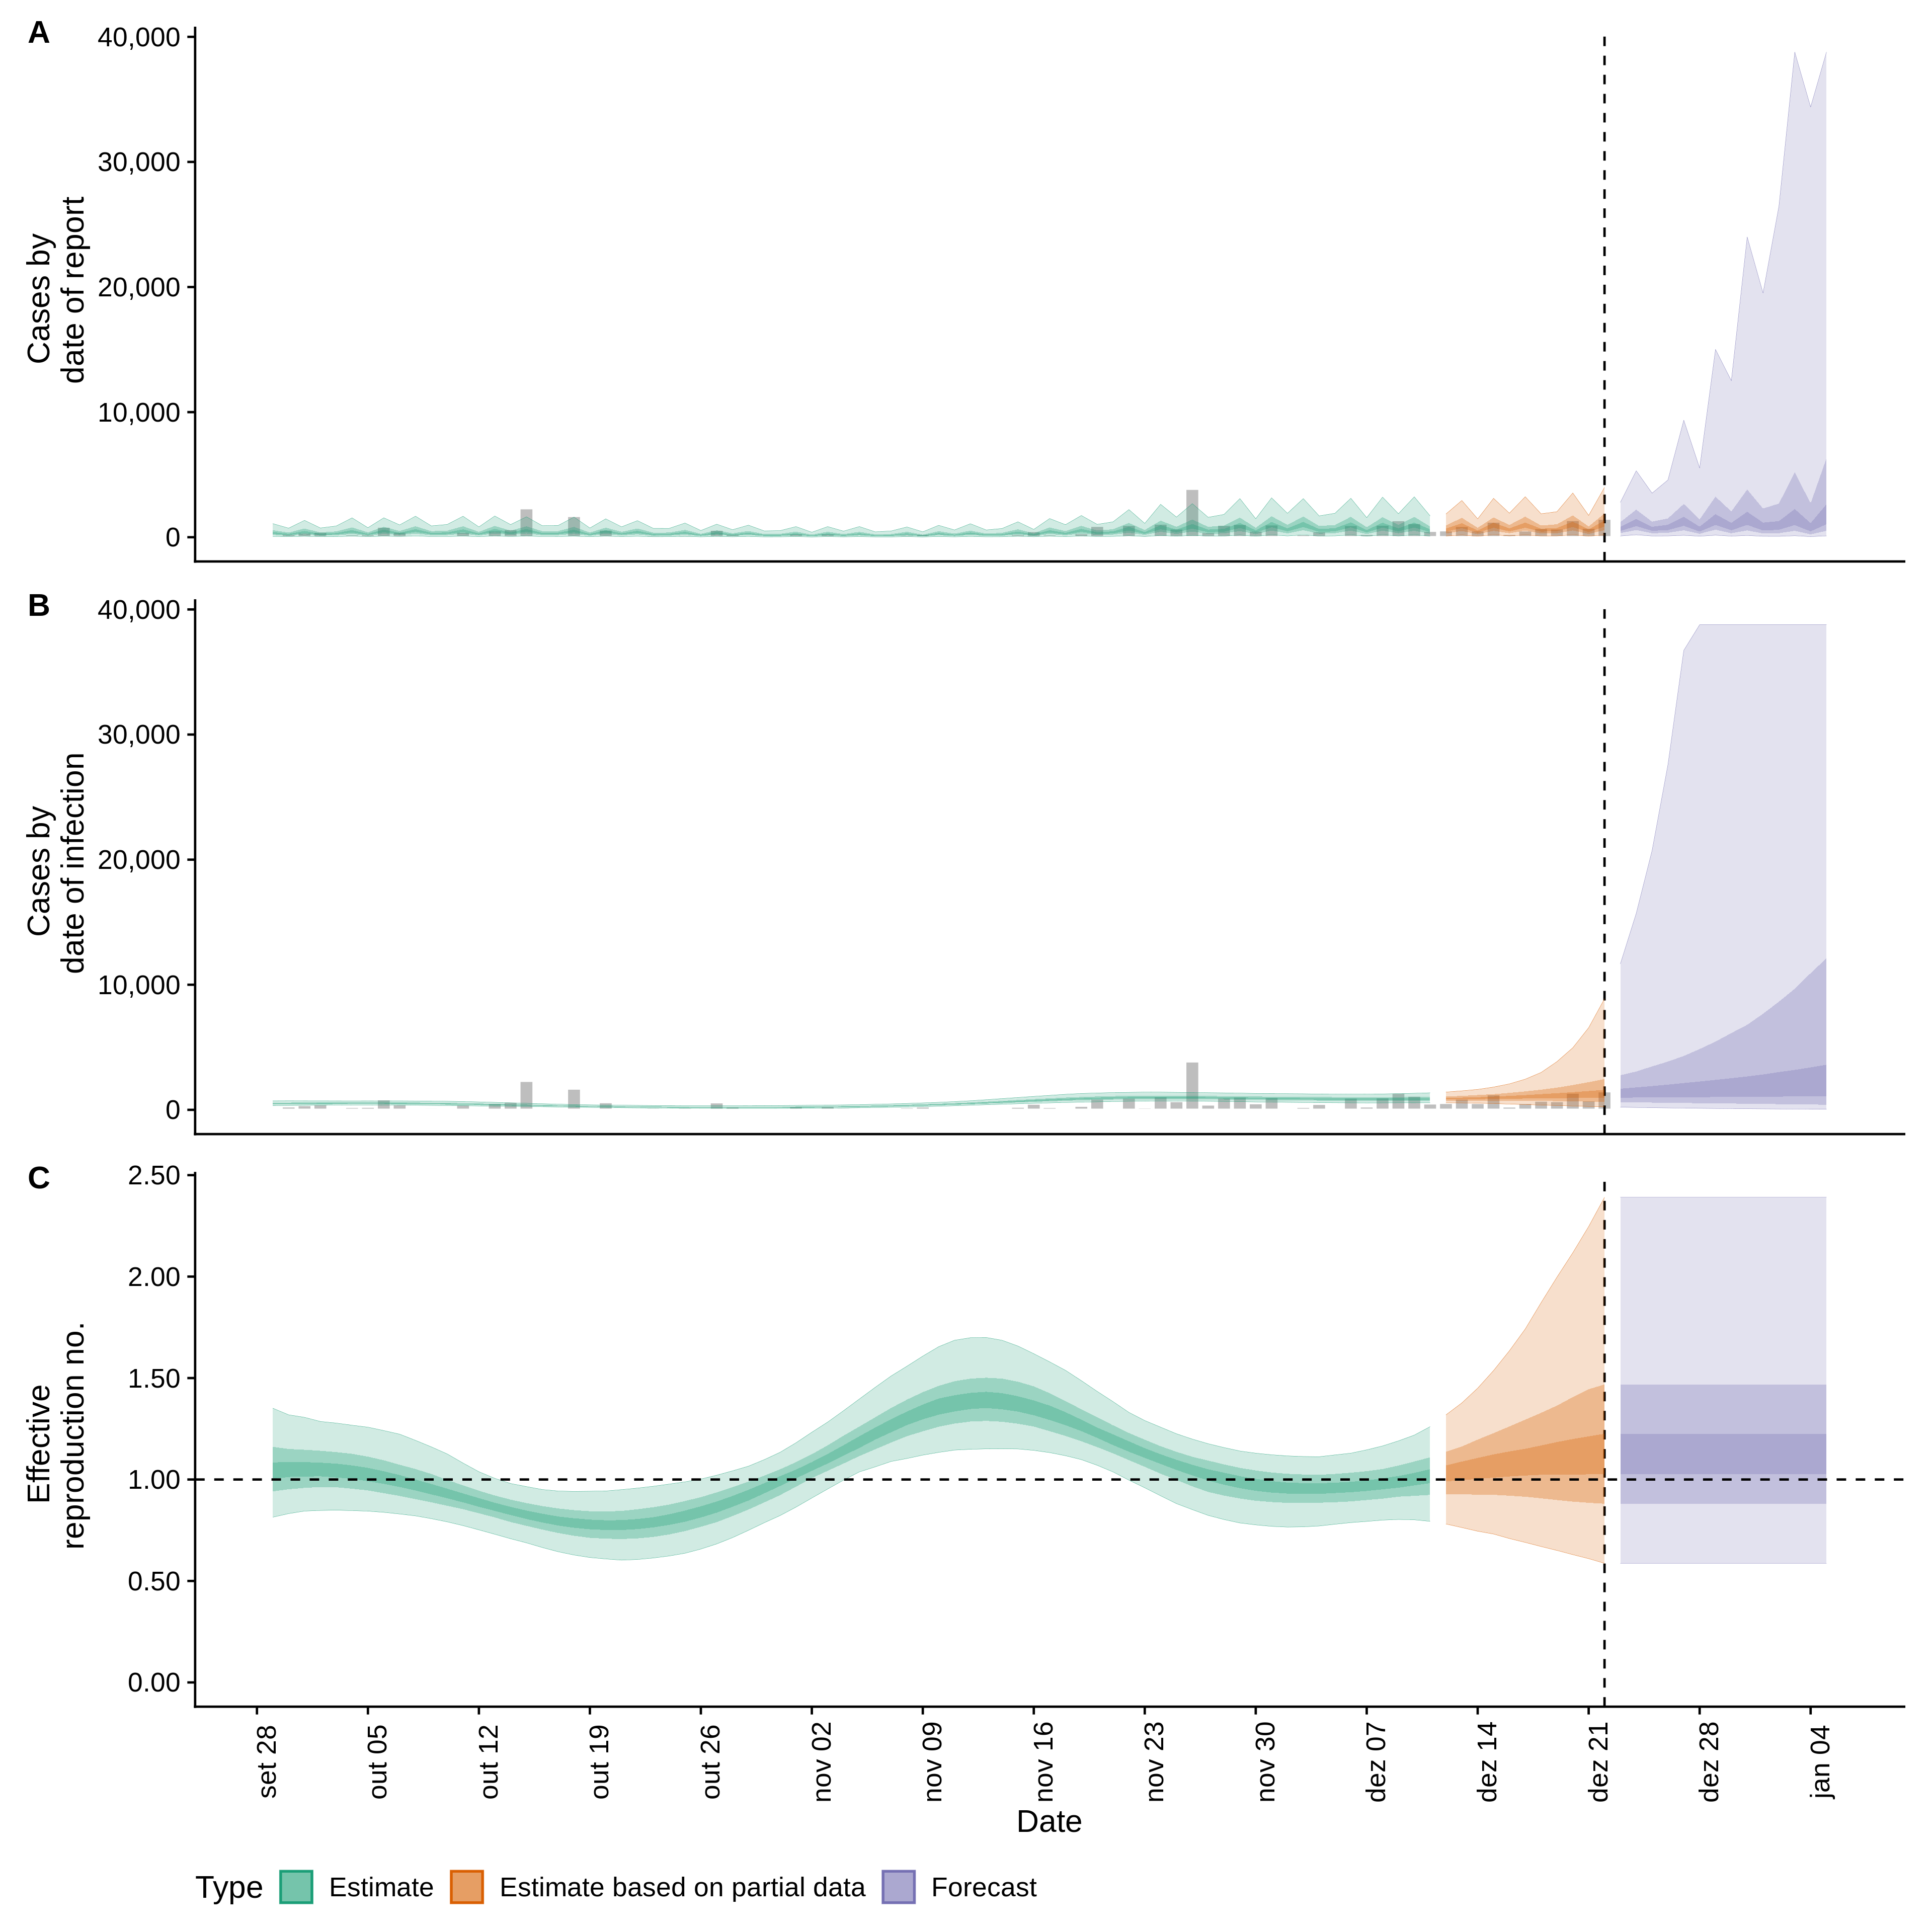 A
40,000
30,000
20,000
10,000
0
Cases by
date of report
B
40,000
30,000
20,000
10,000
0
Cases by
date of infection
C
2.50
2.00
1.50
1.00
0.50
0.00
Effective
reproduction no.
set 28
out 05
out 12
out 19
out 26
nov 02
nov 09
nov 16
nov 23
nov 30
dez 07
dez 14
dez 21
dez 28
jan 04
Date
Type Estimate Estimate based on partial data Forecast